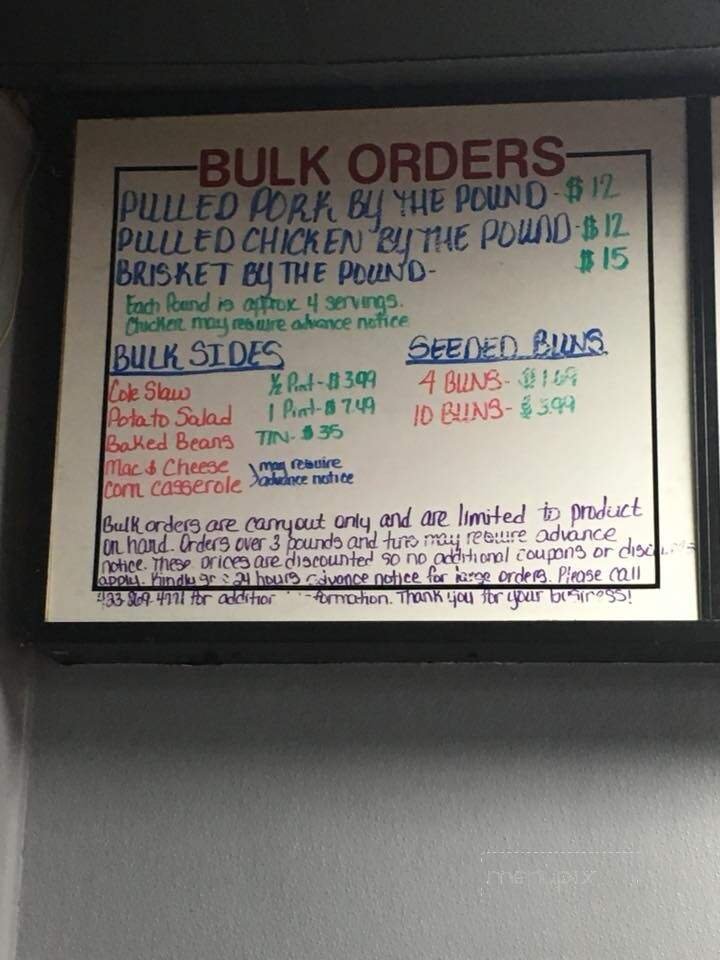 BULK ORDERS
PULLED PORK BY THE POUND - $12
PULLED CHICKEN BY THE POUND - $12
BRISKET BY THE POUND - $15
Each Pound is approx 4 servings.
Chicken may require advance notice
BULK SIDES
SEEDED BUNS
Cole Slaw ½ Pint - $3.99
4 BUNS - $1.69
Potato Salad 1 Pint - $7.49
10 BUNS - $3.99
Baked Beans TIN - $35
Mac & Cheese
Corn casserole
may require
advance notice
Bulk orders are carryout only and are limited to product
on hand. Orders over 3 pounds and tins may require advance
notice. These prices are discounted so no additional coupons or
apply. Kindly 24 hours advance notice for large orders. Please call
for Thank you for your business!
menupix